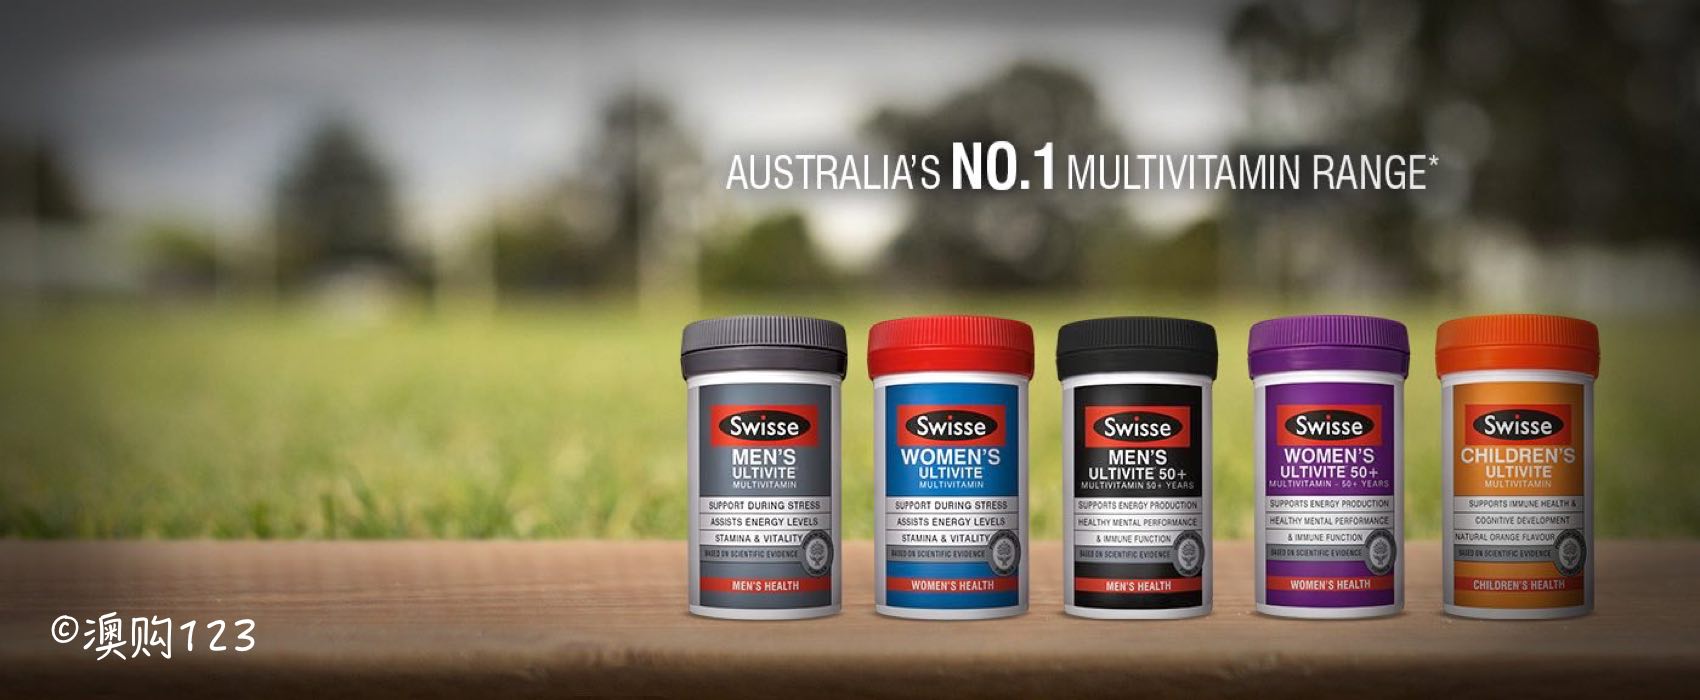 AUSTRALIA'S NO.1 MULTIVITAMIN RANGE*
Swisse
MEN'S
ULTIVITE
MULTIVITAMIN
SUPPORT DURING STRESS
ASSISTS ENERGY LEVELS
STAMINA & VITALITY
BASED ON SCIENTIFIC EVIDENCE
MEN'S HEALTH
Swisse
WOMEN'S
ULTIVITE
MULTIVITAMIN
SUPPORT DURING STRESS
ASSISTS ENERGY LEVELS
STAMINA & VITALITY
BASED ON SCIENTIFIC EVIDENCE
WOMEN'S HEALTH
Swisse
MEN'S
ULTIVITE 50+
MULTIVITAMIN 50+ YEARS
SUPPORTS ENERGY PRODUCTION
HEALTHY MENTAL PERFORMANCE
& IMMUNE FUNCTION
BASED ON SCIENTIFIC EVIDENCE
MEN'S HEALTH
Swisse
WOMEN'S
ULTIVITE 50+
MULTIVITAMIN - 50+ YEARS
SUPPORTS ENERGY PRODUCTION
HEALTHY MENTAL PERFORMANCE
& IMMUNE FUNCTION
BASED ON SCIENTIFIC EVIDENCE
WOMEN'S HEALTH
Swisse
CHILDREN'S
ULTIVITE
MULTIVITAMIN
SUPPORTS IMMUNE HEALTH &
COGNITIVE DEVELOPMENT
NATURAL ORANGE FLAVOUR
BASED ON SCIENTIFIC EVIDENCE
CHILDREN'S HEALTH
©澳购123